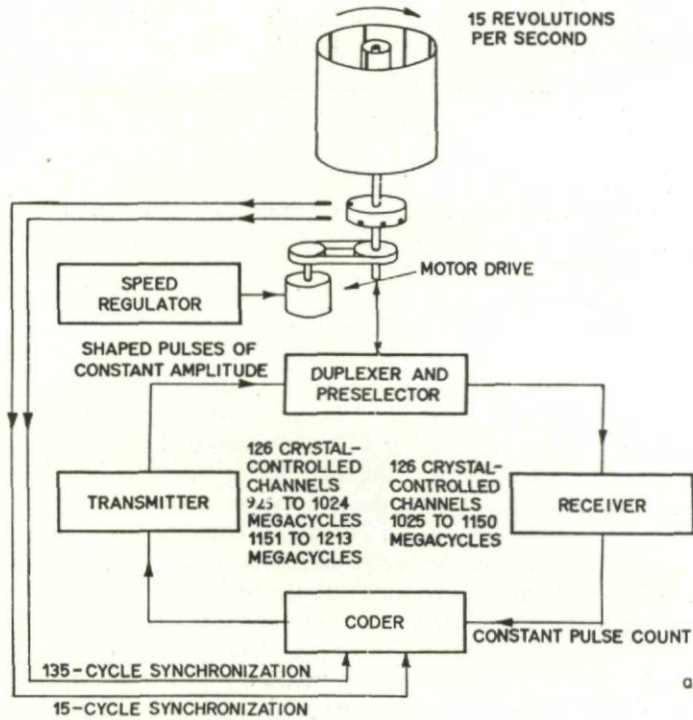 15 REVOLUTIONS
PER SECOND
MOTOR DRIVE
SPEED
REGULATOR
SHAPED PULSES OF
CONSTANT AMPLITUDE
DUPLEXER AND
PRESELECTOR
TRANSMITTER
126 CRYSTAL-
CONTROLLED
CHANNELS
TO 1024
MEGACYCLES
1151 TO 1213
MEGACYCLES
126 CRYSTAL-
CONTROLLED
CHANNELS
1025 TO 1150
MEGACYCLES
RECEIVER
CODER
CONSTANT PULSE COUNT
135-CYCLE SYNCHRONIZATION
15-CYCLE SYNCHRONIZATION
a